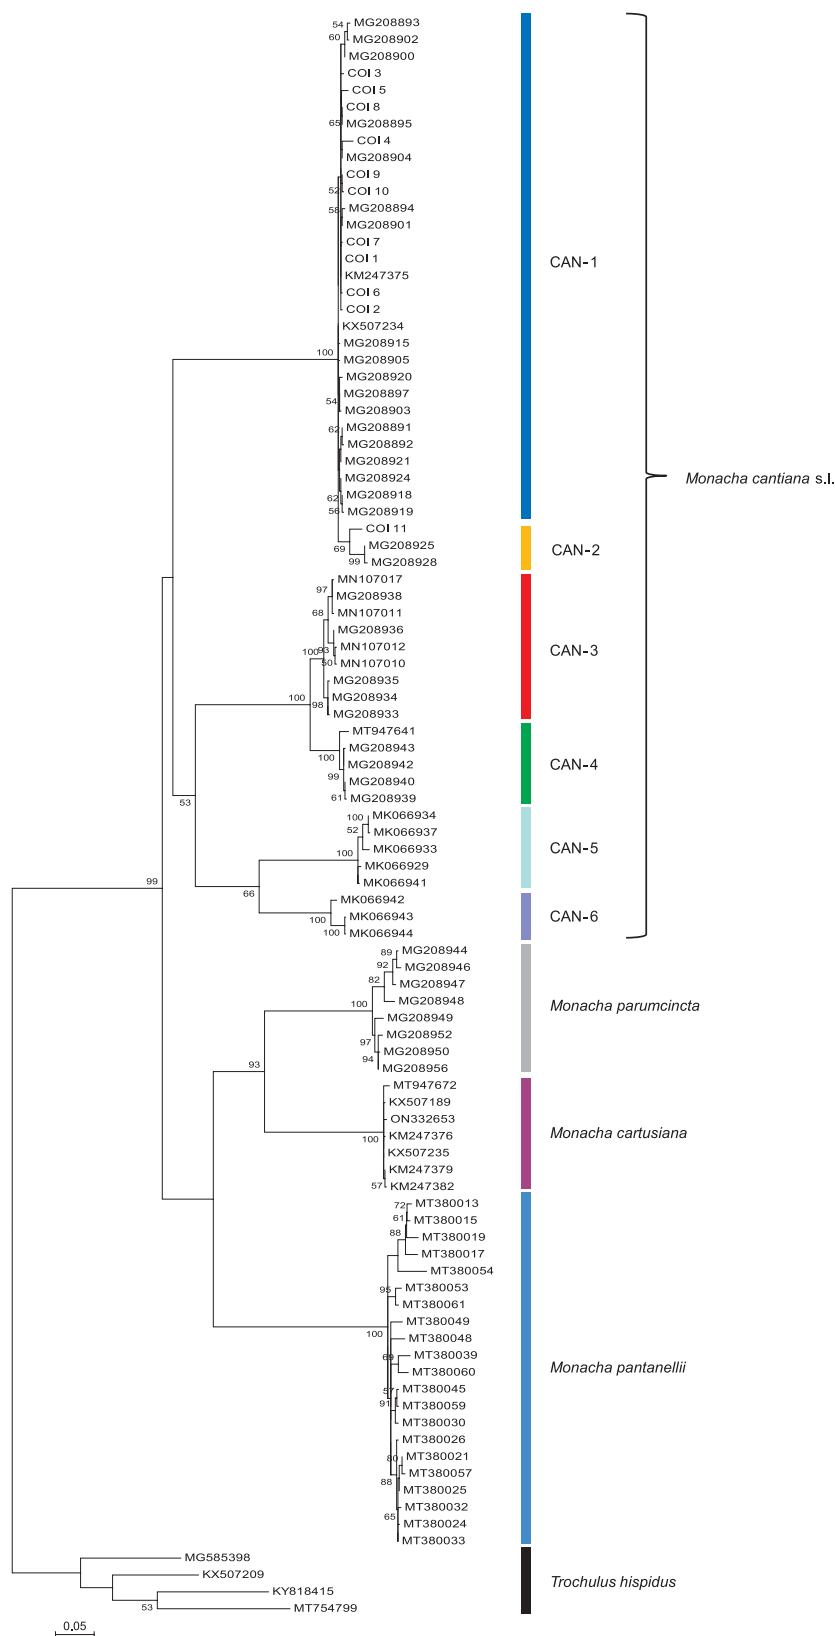 54
MG208893
60
MG208902
MG208900
COI 3
COI 5
COI 8
65
MG208895
COI 4
MG208904
COI 9
52
COI 10
58
MG208894
MG208901
COI 7
COI 1
CAN-1
KM247375
COI 6
COI 2
KX507234
MG208915
100
MG208905
MG208920
MG208897
54
MG208903
62
MG208891
MG208892
MG208921
MG208924
Monacha cantiana s.l.
62
MG208918
56
MG208919
COI 11
69
MG208925
CAN-2
99
MG208928
MN107017
97
MG208938
68
MN107011
MG208936
93
MN107012
CAN-3
100
50
MN107010
MG208935
100
MG208934
98
MG208933
MT947641
MG208943
100
MG208942
CAN-4
99
MG208940
61
MG208939
53
100
MK066934
52
MK066937
MK066933
CAN-5
100
MK066929
99
MK066941
66
MK066942
MK066943
CAN-6
100
100
MK066944
89
MG208944
92
MG208946
82
MG208947
MG208948
Monacha parumcincta
100
MG208949
MG208952
97
MG208950
94
93
MG208956
MT947672
KX507189
ON332653
Monacha cartusiana
100
KM247376
KX507235
KM247379
57
KM247382
72
MT380013
61
MT380015
88
MT380019
MT380017
MT380054
95
MT380053
MT380061
MT380049
100
MT380048
69
MT380039
Monacha pantanellii
MT380060
57
MT380045
91
MT380059
MT380030
MT380026
80
MT380021
88
MT380057
MT380025
MT380032
65
MT380024
MT380033
MG585398
KX507209
Trochulus hispidus
KY818415
53
MT754799
0.05